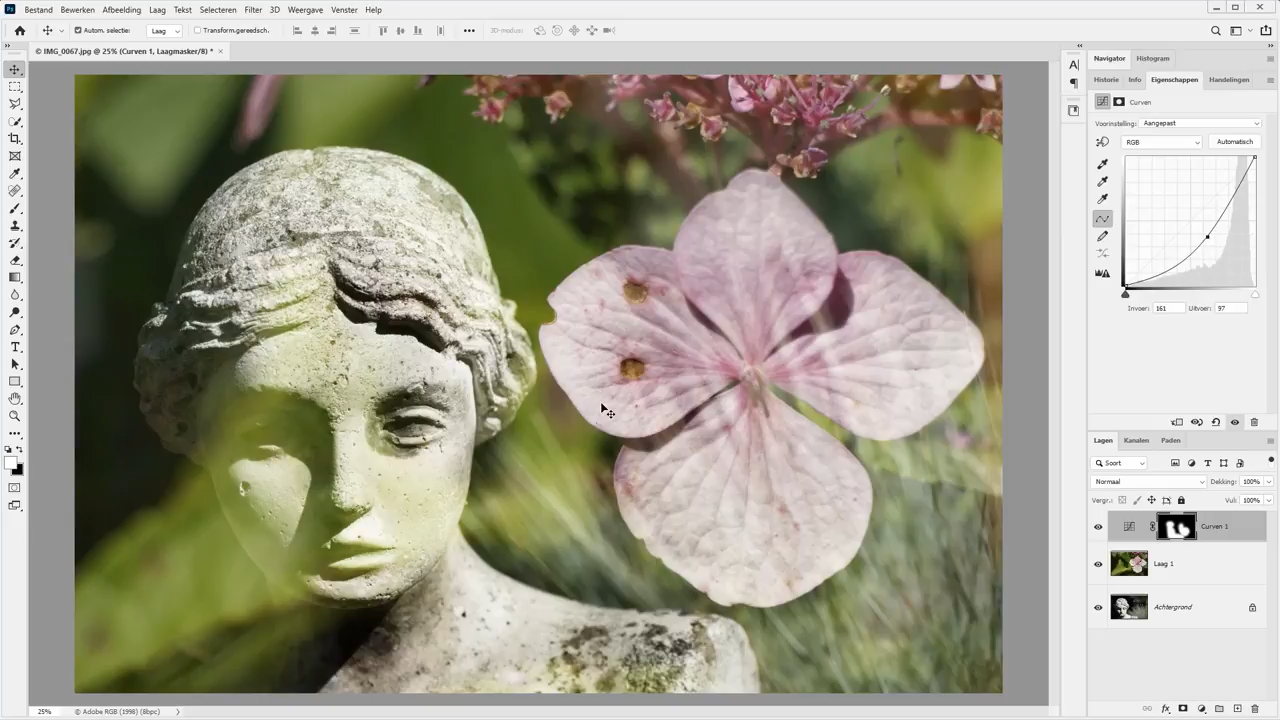 Ps Bestand Bewerken Afbeelding Laag Tekst Selecteren Filter 3D Weergave Venster Help
Autom. selectie: Laag Transform.gereedsch. 3D-modus:
© IMG_0067.jpg @ 25% (Curven 1, Laagmasker/8) * ×
Navigator Histogram
Historie Info Eigenschappen Handelingen
Curven
Voorinstelling: Aangepast
RGB Automatisch
Invoer: 161 Uitvoer: 97
Lagen Kanalen Paden
Soort
Normaal Dekking: 100%
Vergr.: Vul: 100%
Curven 1
Laag 1
Achtergrond
25% © Adobe RGB (1998) (8bpc)